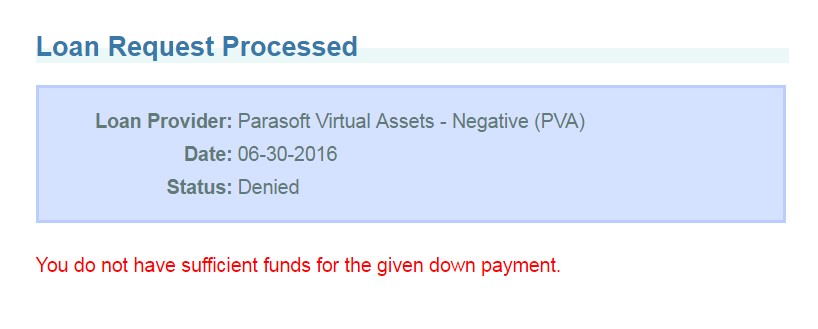 Loan Request Processed
Loan Provider: Parasoft Virtual Assets - Negative (PVA)
Date: 06-30-2016
Status: Denied
You do not have sufficient funds for the given down payment.